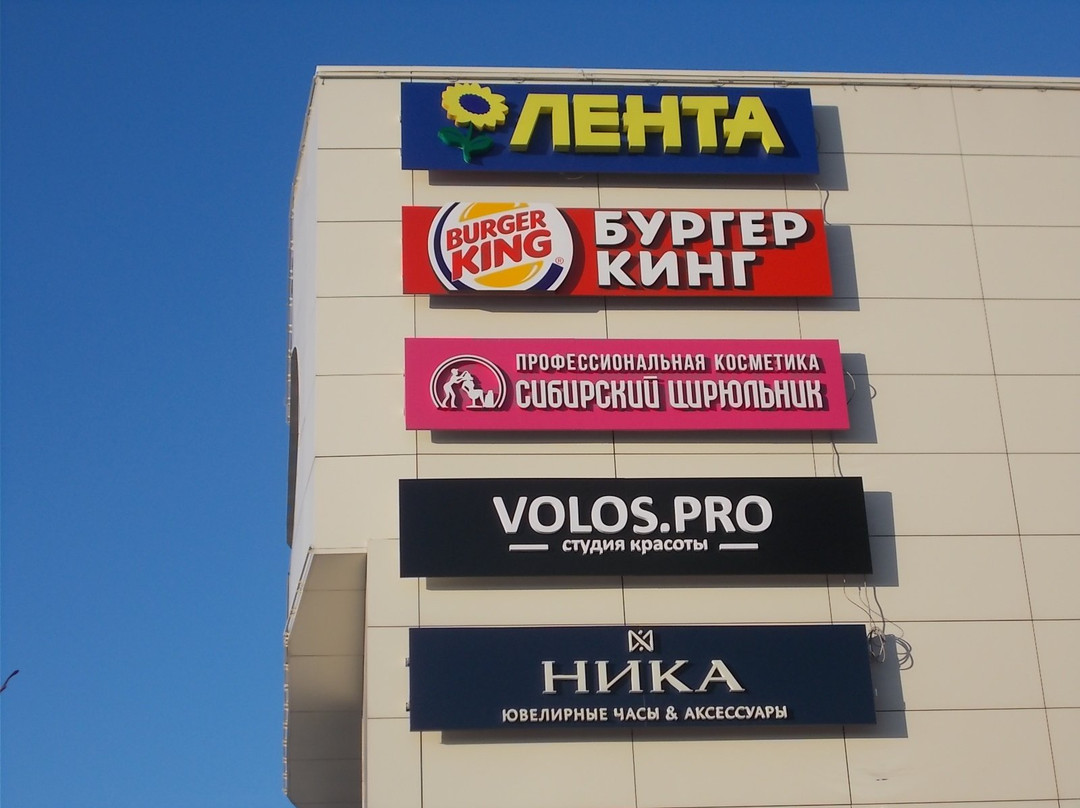 ЛЕНТА
BURGER
KING®
БУРГЕР
КИНГ
ПРОФЕССИОНАЛЬНАЯ КОСМЕТИКА
СИБИРСКИЙ ЦИРЮЛЬНИК
VOLOS.PRO
студия красоты
НИКА
ЮВЕЛИРНЫЕ ЧАСЫ & АКСЕССУАРЫ